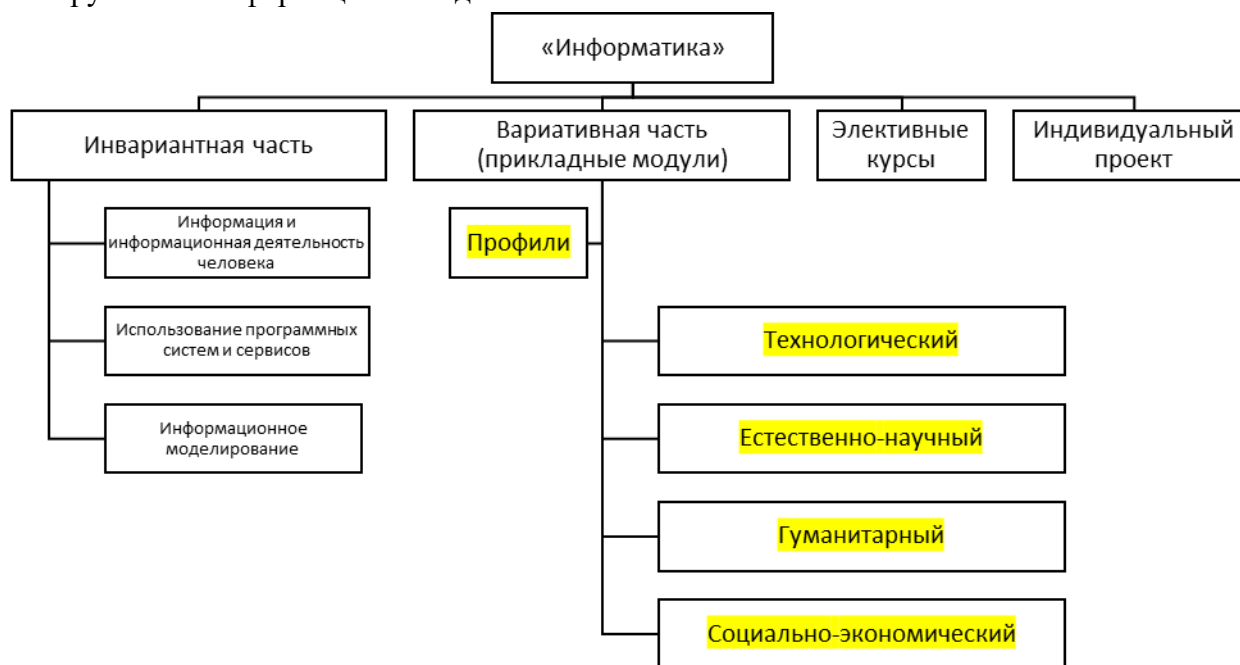 «Информатика»
Инвариантная часть
Вариативная часть
(прикладные модули)
Элективные
курсы
Индивидуальный
проект
Информация и
информационная деятельность
человека
Использование программных
систем и сервисов
Информационное
моделирование
Профили
Технологический
Естественно-научный
Гуманитарный
Социально-экономический